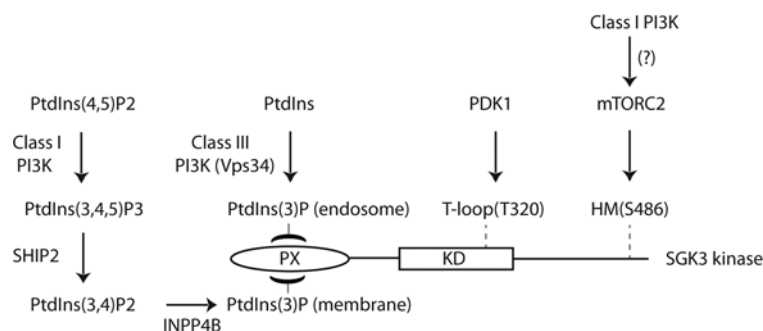 Class I PI3K
(?)
PtdIns(4,5)P2
PtdIns
PDK1
mTORC2
Class I
PI3K
Class III
PI3K (Vps34)
PtdIns(3,4,5)P3
PtdIns(3)P (endosome)
T-loop(T320)
HM(S486)
SHIP2
PX
KD
SGK3 kinase
PtdIns(3,4)P2
INPP4B
PtdIns(3)P (membrane)